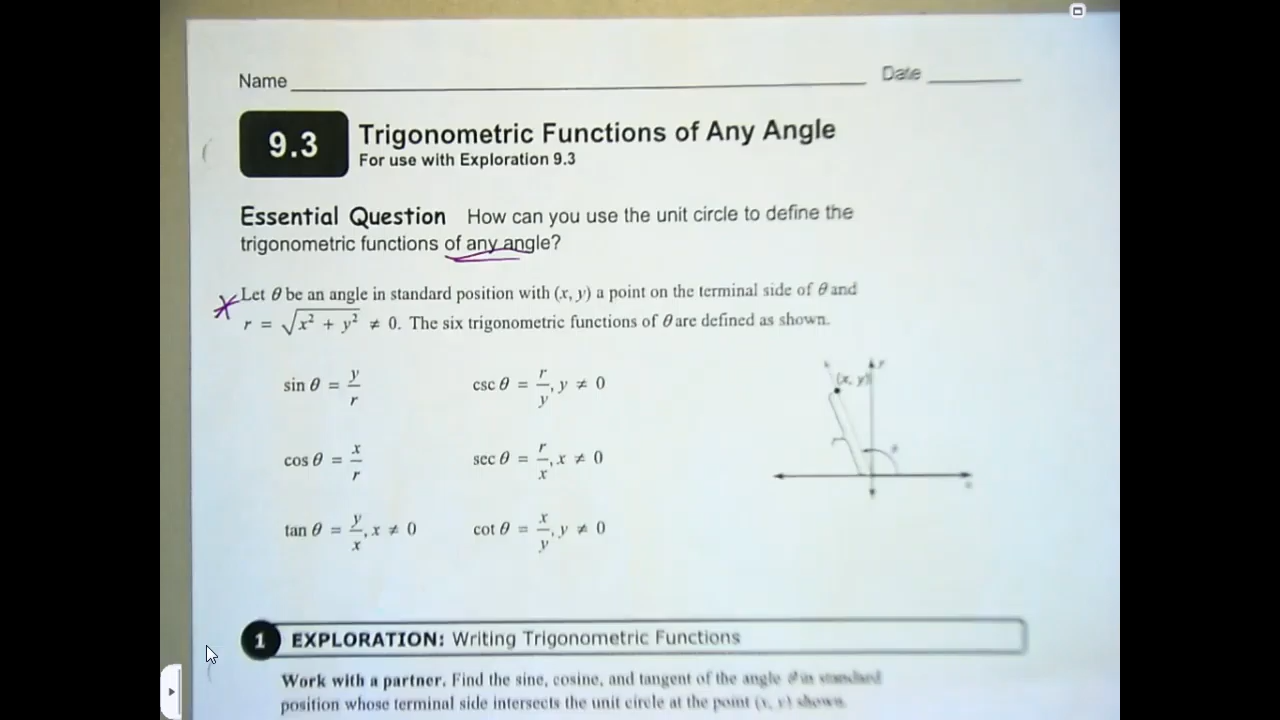 Name
Date
9.3
Trigonometric Functions of Any Angle
For use with Exploration 9.3
Essential Question How can you use the unit circle to define the
trigonometric functions of any angle?
Let θ be an angle in standard position with (x, y) a point on the terminal side of θ and
r = √x² + y² ≠ 0. The six trigonometric functions of θ are defined as shown.
sin θ = y/r
csc θ = r/y, y ≠ 0
cos θ = x/r
sec θ = r/x, x ≠ 0
tan θ = y/x, x ≠ 0
cot θ = x/y, y ≠ 0
(x, y)
1 EXPLORATION: Writing Trigonometric Functions
Work with a partner. Find the sine, cosine, and tangent of the angle θ in standard
position whose terminal side intersects the unit circle at the point (x, y) shown.